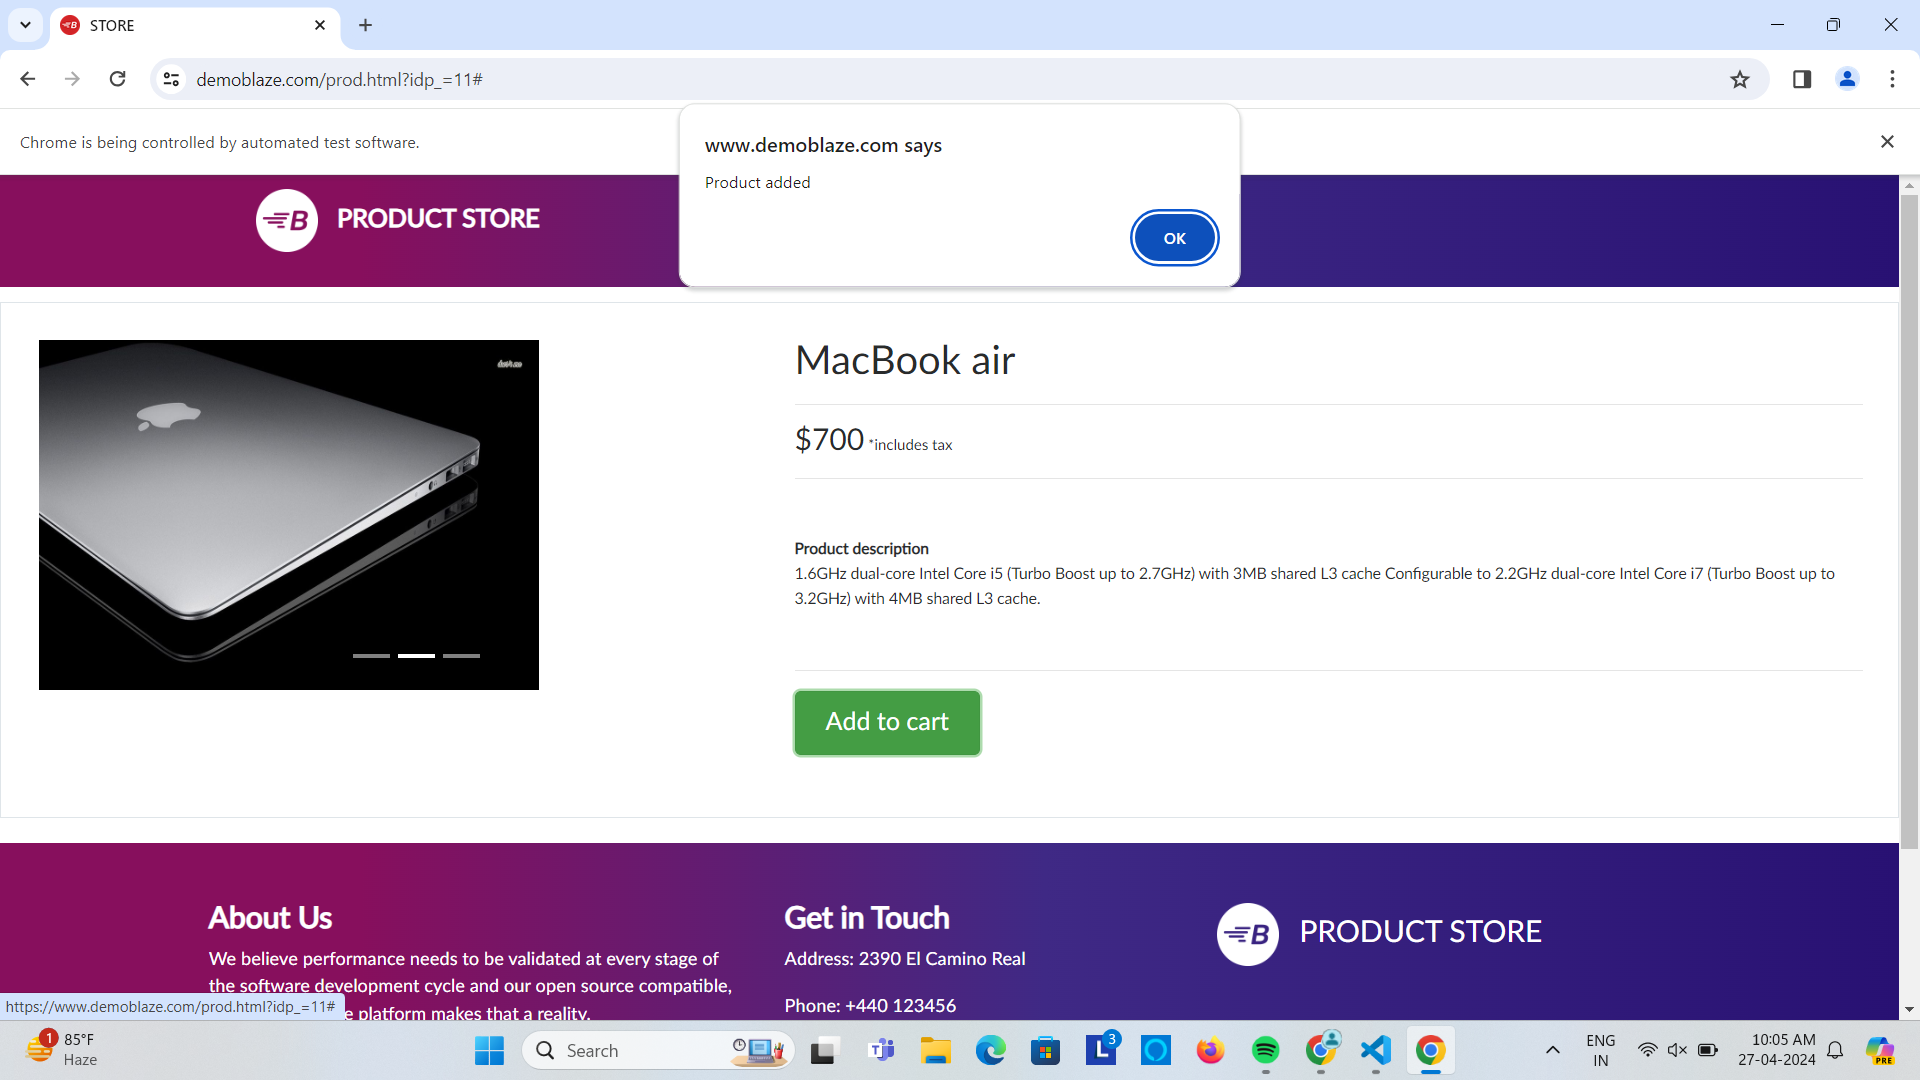 STORE
demoblaze.com/prod.html?idp_=11#
Chrome is being controlled by automated test software.
www.demoblaze.com says
Product added
OK
PRODUCT STORE
MacBook air
$700 *includes tax
Product description
1.6GHz dual-core Intel Core i5 (Turbo Boost up to 2.7GHz) with 3MB shared L3 cache Configurable to 2.2GHz dual-core Intel Core i7 (Turbo Boost up to
3.2GHz) with 4MB shared L3 cache.
Add to cart
About Us
We believe performance needs to be validated at every stage of
the software development cycle and our open source compatible,
e platform makes that a reality.
Get in Touch
Address: 2390 El Camino Real
Phone: +440 123456
B PRODUCT STORE
https://www.demoblaze.com/prod.html?idp_=11#
1
85°F
Haze
Search
3
ENG
IN
10:05 AM
27-04-2024
PRE